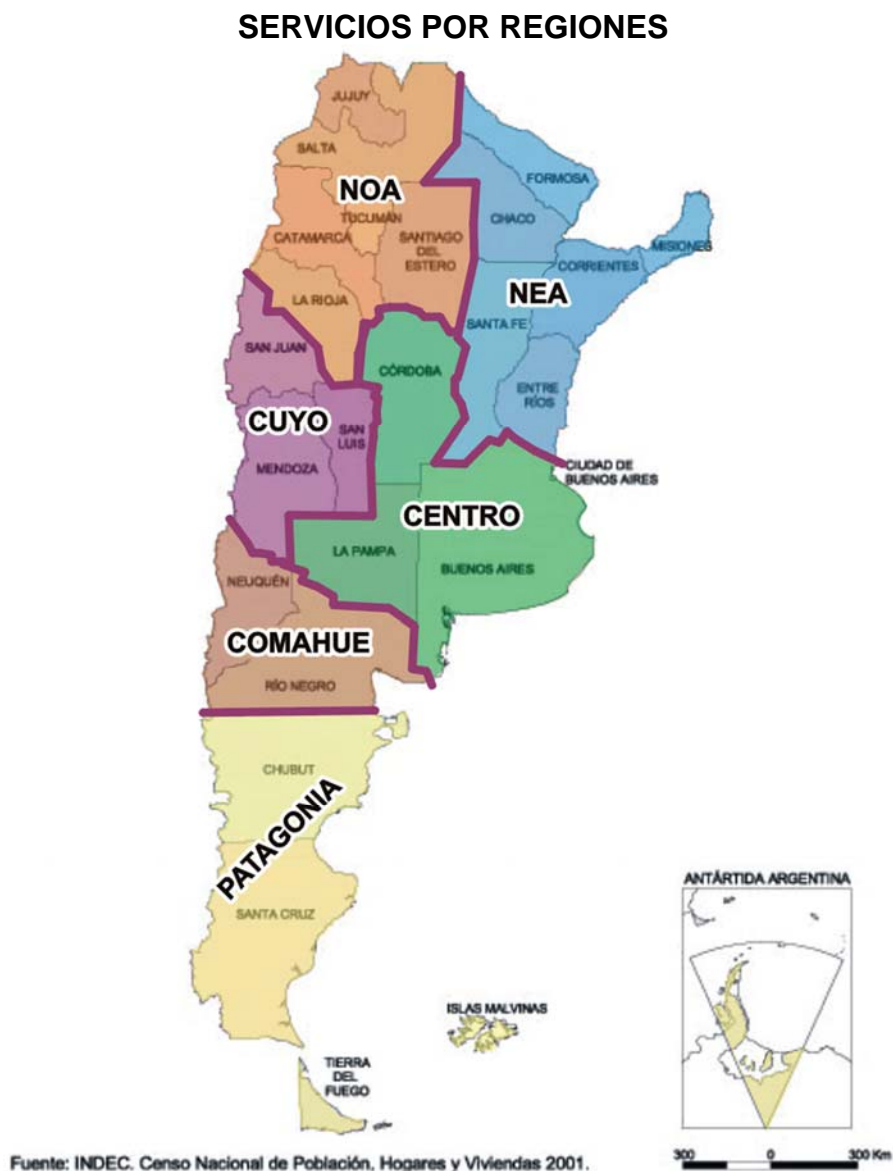 SERVICIOS POR REGIONES
JUJUY
SALTA
FORMOSA
NOA
TUCUMÁN
CHACO
CATAMARCA
SANTIAGO
DEL
ESTERO
MISIONES
CORRIENTES
NEA
LA RIOJA
SANTA FE
SAN JUAN
CÓRDOBA
ENTRE
RÍOS
CUYO
SAN
LUIS
MENDOZA
CIUDAD DE
BUENOS AIRES
CENTRO
LA PAMPA
BUENOS AIRES
NEUQUÉN
COMAHUE
RÍO NEGRO
CHUBUT
PATAGONIA
SANTA CRUZ
ANTÁRTIDA ARGENTINA
ISLAS MALVINAS
TIERRA
DEL
FUEGO
Fuente: INDEC. Censo Nacional de Población, Hogares y Viviendas 2001.
300 0 300 Km